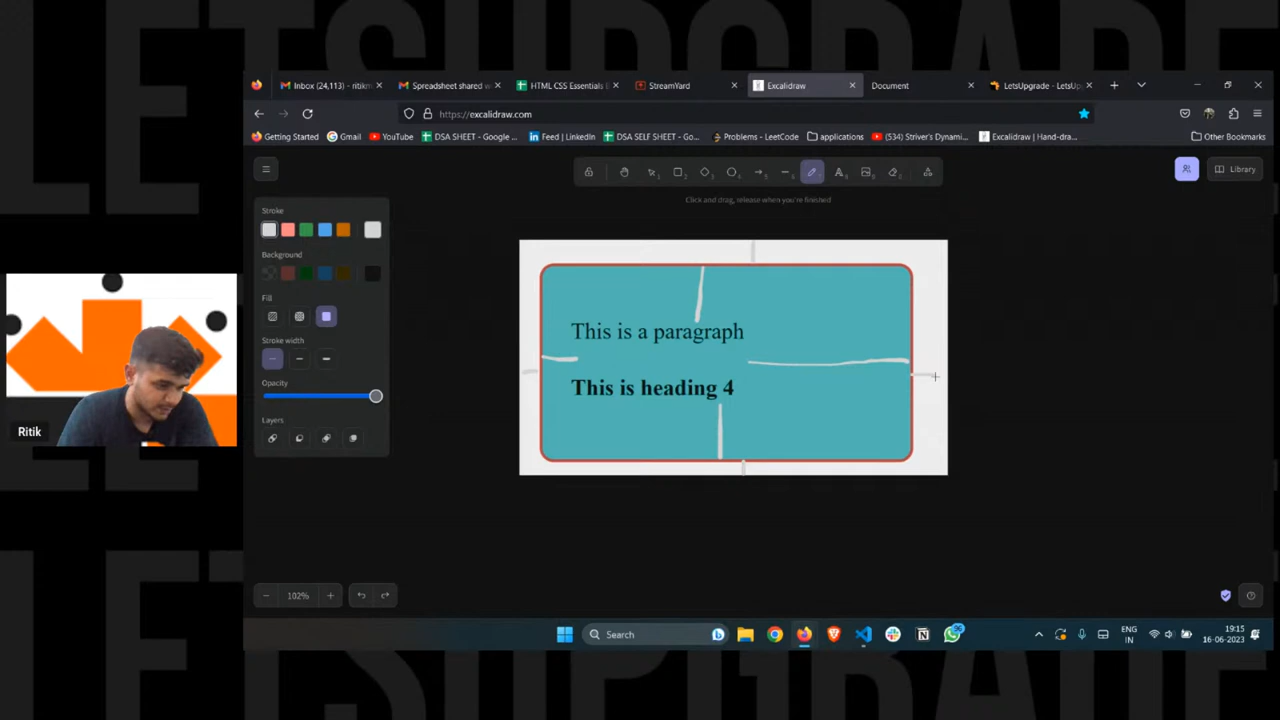 LETSUPGRADE
Inbox (24,113) - ritikm
Spreadsheet shared w
HTML CSS Essentials E
StreamYard
Excalidraw
Document
LetsUpgrade - LetsUp
https://excalidraw.com
Getting Started
Gmail
YouTube
DSA SHEET - Google ...
Feed | LinkedIn
DSA SELF SHEET - Go...
Problems - LeetCode
applications
(534) Striver's Dynami...
Excalidraw | Hand-dra...
Other Bookmarks
Library
Click and drag, release when you're finished
Stroke
Background
Fill
Stroke width
Opacity
Layers
This is a paragraph
This is heading 4
Ritik
102%
Search
ENG
IN
19:15
16-06-2023